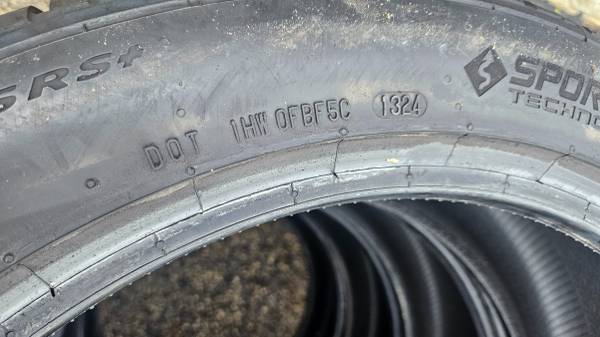 SRS+
DOT 1HW 0FBF5C 1324
SPOR
TECHNO